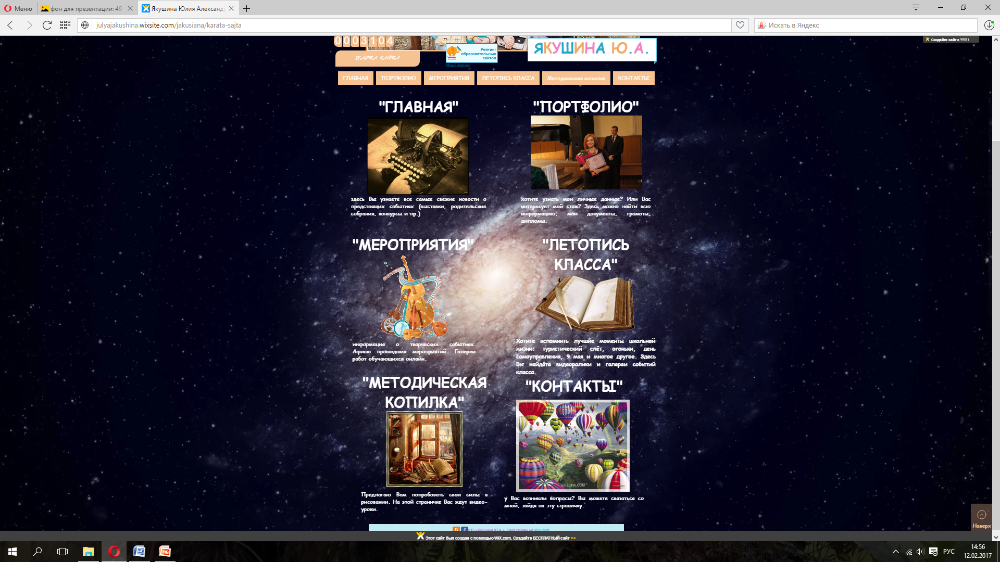 Меню
фон для презентации: 49
Якушина Юлия Александр
julyajakushina.wixsite.com/jakusiana/karata-sajta
Искать в Яндекс
0003104
Создайте сайт с WIX!
КАРТА САЙТА
Рейтинг
образовательных
сайтов
ЯКУШИНА Ю.А.
ГЛАВНАЯ
ПОРТФОЛИО
МЕРОПРИЯТИЯ
ЛЕТОПИСЬ КЛАССА
Методическая копилка
КОНТАКТЫ
"ГЛАВНАЯ"
здесь Вы узнаете все самые свежие новости о
предстоящих событиях (выставки, родительские
собрания, конкурсы и пр.)
"ПОРТФОЛИО"
хотите узнать мои личные данные? Или Вас
интересует мой стаж? Здесь можно найти всю
информацию, мои документы, грамоты,
дипломы.
"МЕРОПРИЯТИЯ"
информация о творческих событиях.
Афиша прошедших мероприятий. Галереи
работ обучающихся онлайн.
"ЛЕТОПИСЬ
КЛАССА"
Хотите вспомнить лучшие моменты школьной
жизни: туристический слёт, огоньки, день
самоуправления, 9 мая и многое другое. Здесь
Вы найдёте видеоролики и галереи событий
класса.
"МЕТОДИЧЕСКАЯ
КОПИЛКА"
Предлагаю Вам попробовать свои силы в
рисовании. На этой страничке Вас ждут видео-
уроки.
"КОНТАКТЫ"
GIFZONA.COM
у Вас возникли вопросы? Вы можете связаться со
мной, зайдя на эту страничку.
Наверх
Этот сайт был создан с помощью WIX.com. Создайте БЕСПЛАТНЫЙ сайт >>
РУС
14:56
12.02.2017